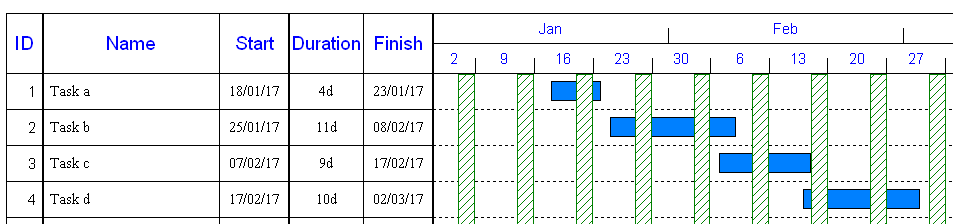 ID Name Start Duration Finish Jan Feb
2 9 16 23 30 6 13 20 27
1 Task a 18/01/17 4d 23/01/17
2 Task b 25/01/17 11d 08/02/17
3 Task c 07/02/17 9d 17/02/17
4 Task d 17/02/17 10d 02/03/17